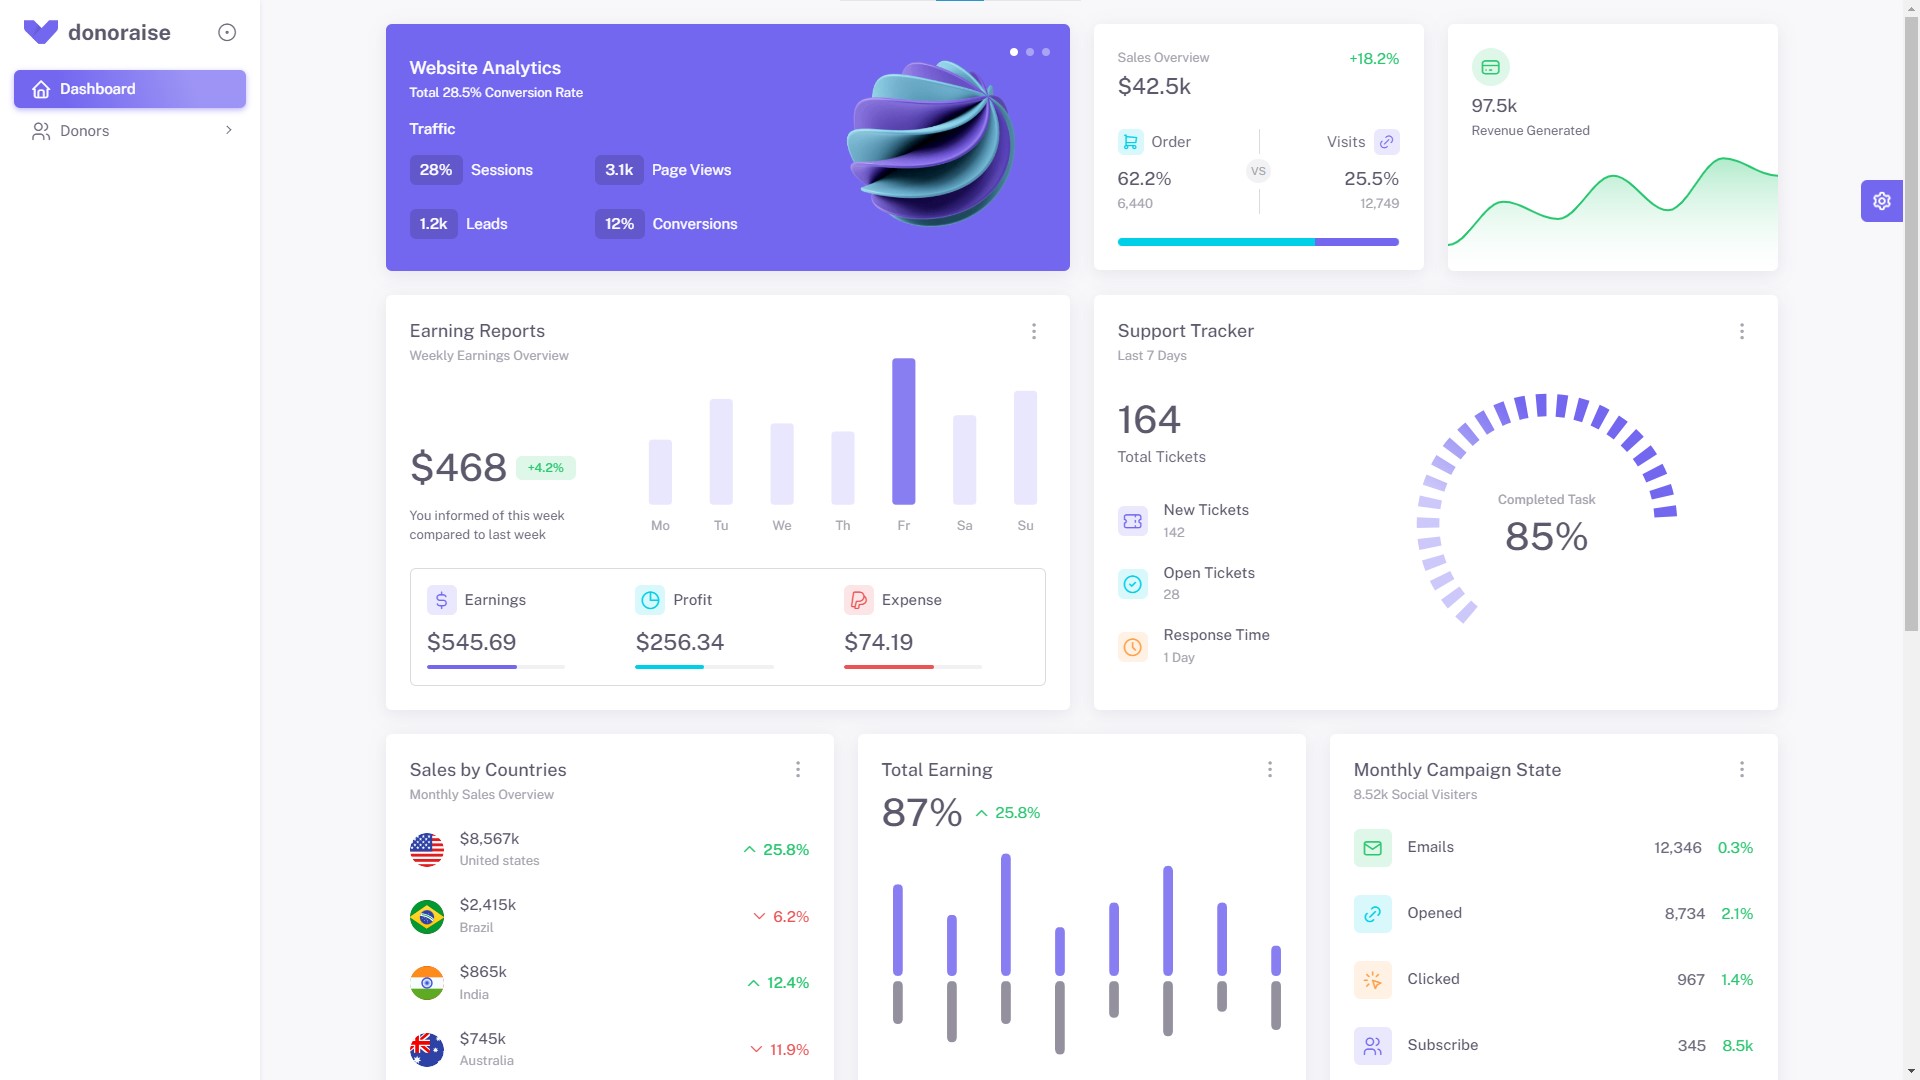 donoraise
Dashboard
Donors
Website Analytics
Total 28.5% Conversion Rate
Traffic
28% Sessions
3.1k Page Views
1.2k Leads
12% Conversions
Sales Overview
+18.2%
$42.5k
Order
Visits
VS
62.2%
25.5%
6,440
12,749
97.5k
Revenue Generated
Earning Reports
Weekly Earnings Overview
$468 +4.2%
You informed of this week
compared to last week
Mo Tu We Th Fr Sa Su
Earnings
$545.69
Profit
$256.34
Expense
$74.19
Support Tracker
Last 7 Days
164
Total Tickets
New Tickets
142
Open Tickets
28
Response Time
1 Day
Completed Task
85%
Sales by Countries
Monthly Sales Overview
$8,567k
United states
25.8%
$2,415k
Brazil
6.2%
$865k
India
12.4%
$745k
Australia
11.9%
Total Earning
87% 25.8%
Monthly Campaign State
8.52k Social Visiters
Emails 12,346 0.3%
Opened 8,734 2.1%
Clicked 967 1.4%
Subscribe 345 8.5k